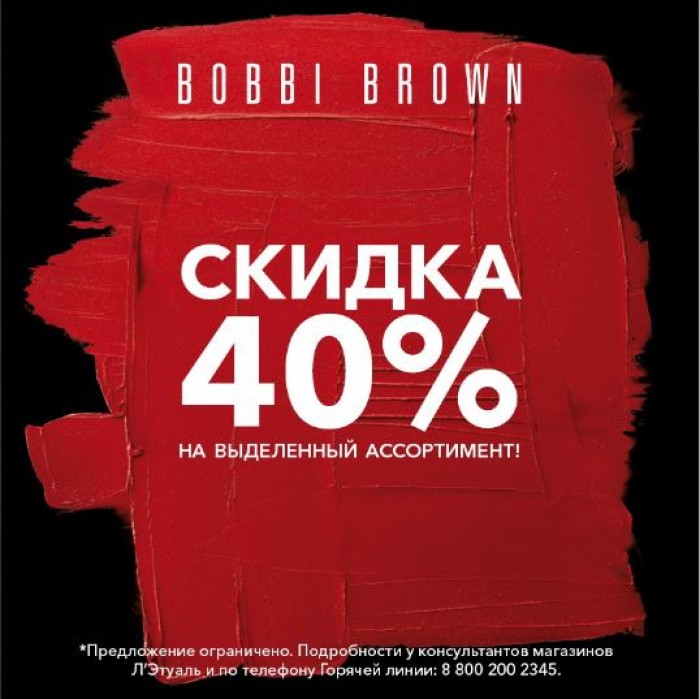 BOBBI BROWN
СКИДКА
40%
НА ВЫДЕЛЕННЫЙ АССОРТИМЕНТ!
*Предложение ограничено. Подробности у консультантов магазинов
Л’Этуаль и по телефону Горячей линии: 8 800 200 2345.